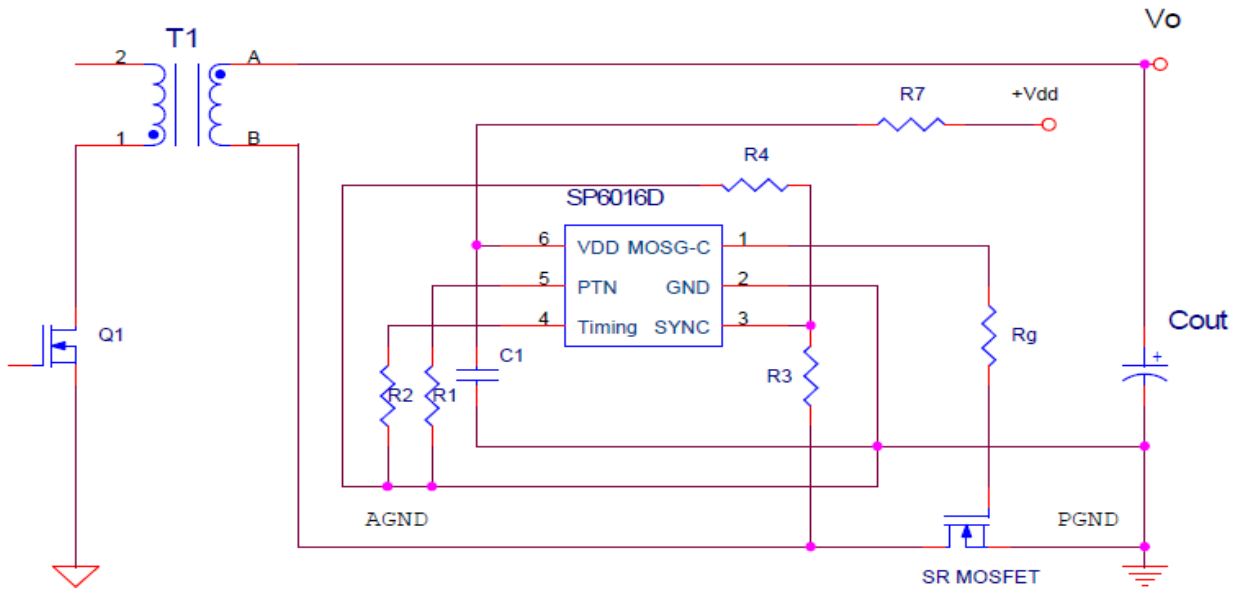 Vo
T1
2
A
1
B
R7
+Vdd
R4
SP6016D
6
VDD
MOSG-C
1
5
PTN
GND
2
4
Timing
SYNC
3
Q1
C1
R2
R1
R3
Rg
Cout
+
AGND
PGND
SR MOSFET